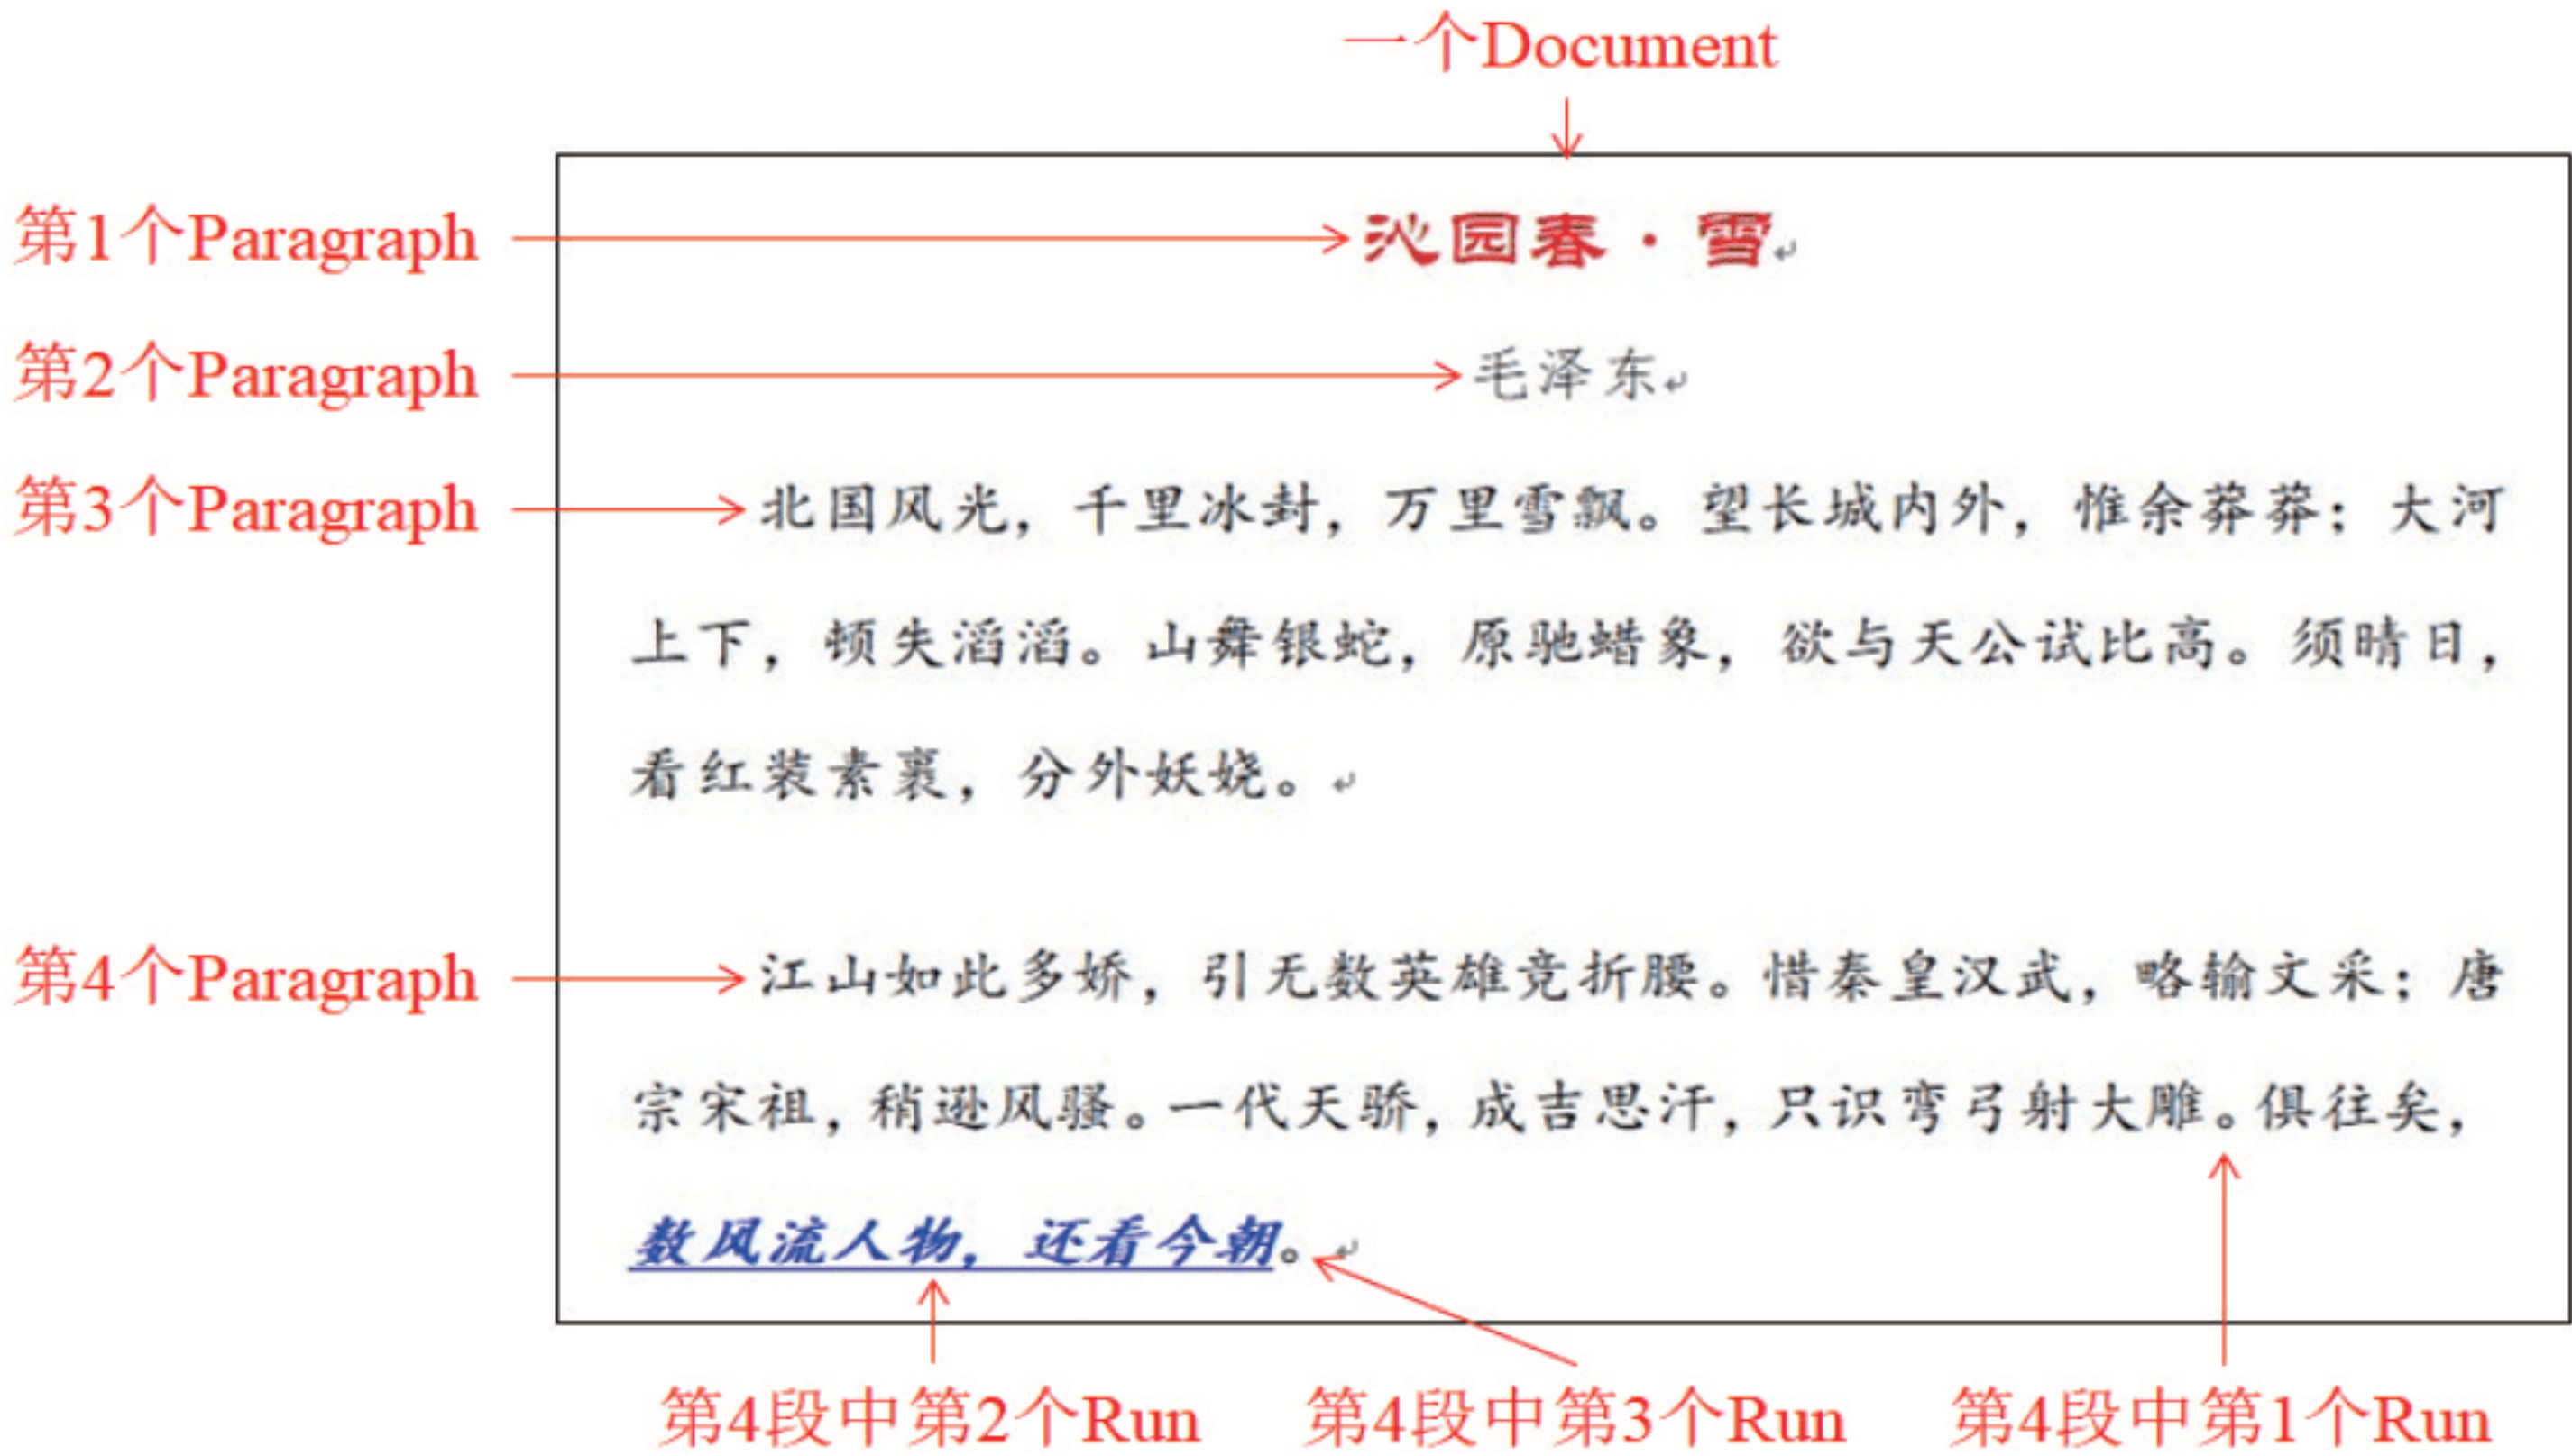 一个Document
第1个Paragraph
沁园春·雪
第2个Paragraph
毛泽东
第3个Paragraph
北国风光，千里冰封，万里雪飘。望长城内外，惟余莽莽；大河
上下，顿失滔滔。山舞银蛇，原驰蜡象，欲与天公试比高。须晴日，
看红装素裹，分外妖娆。
第4个Paragraph
江山如此多娇，引无数英雄竞折腰。惜秦皇汉武，略输文采；唐
宗宋祖，稍逊风骚。一代天骄，成吉思汗，只识弯弓射大雕。俱往矣，
数风流人物，还看今朝。
第4段中第2个Run
第4段中第3个Run
第4段中第1个Run